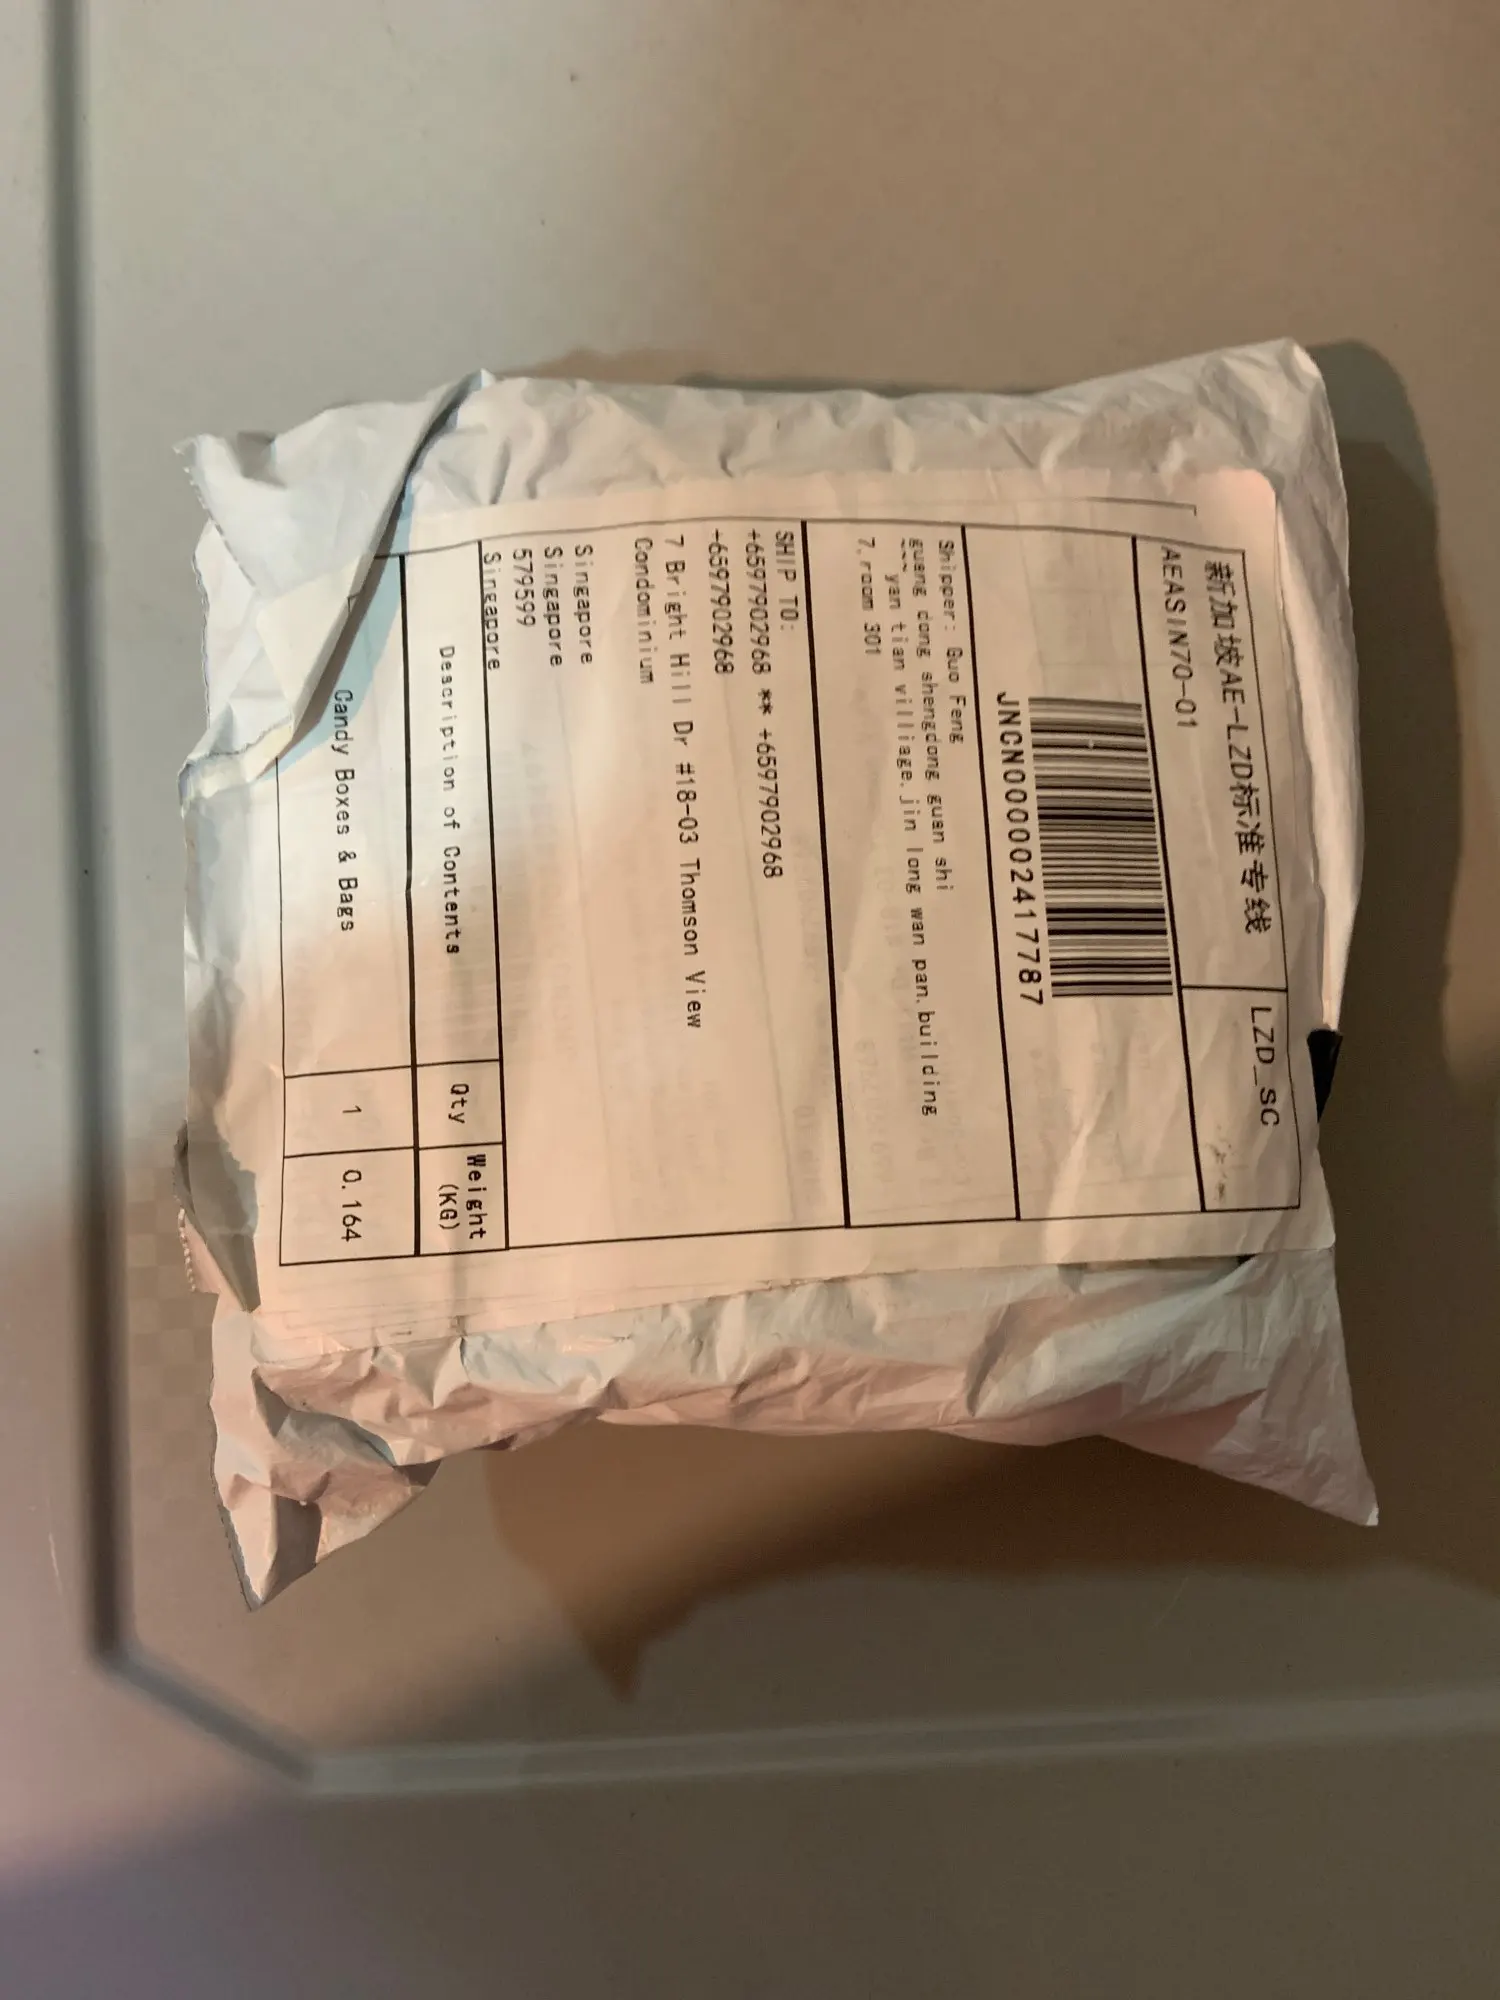 新加坡AE-LZD标准专线
LZD_SC
AEASIN70-01
JNCN000002417787
Shipper: Guo Feng
guang dong shengdong guan shi
~~~ yan tian villiage, jin long wan pan, building
7, room 301
SHIP TO:
+6597902968 ** +6597902968
+6597902968
7 Bright Hill Dr #18-03 Thomson View
Condominium
Singapore
Singapore
579599
Singapore
Description of Contents
Qty
Weight
(KG)
Candy Boxes & Bags
1
0.164